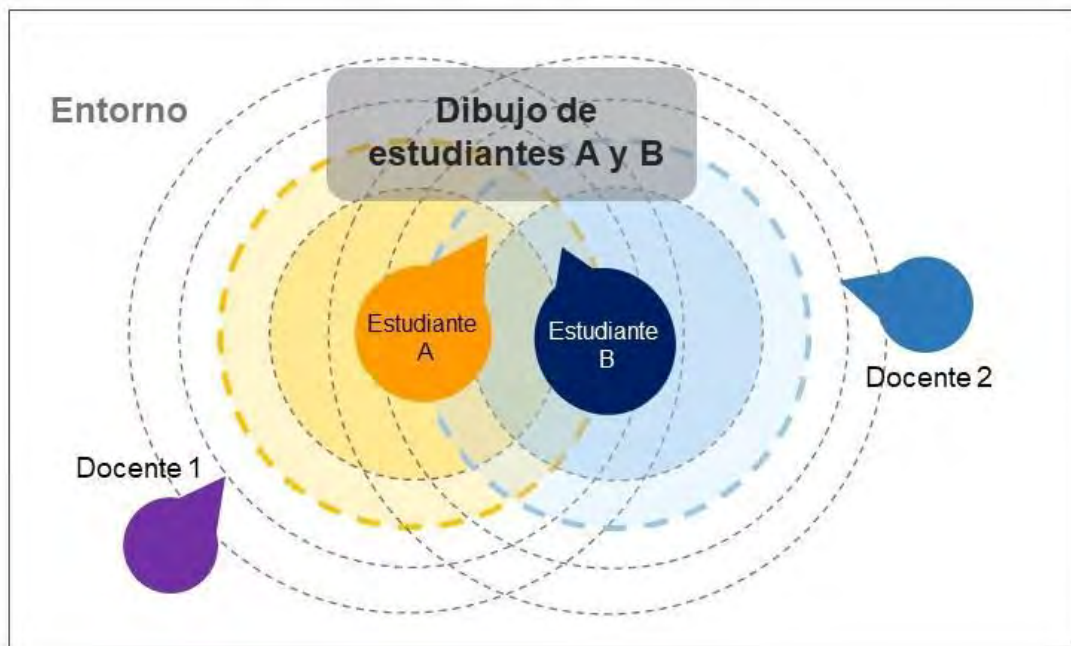 Entorno
Dibujo de
estudiantes A y B
Estudiante
A
Estudiante
B
Docente 2
Docente 1